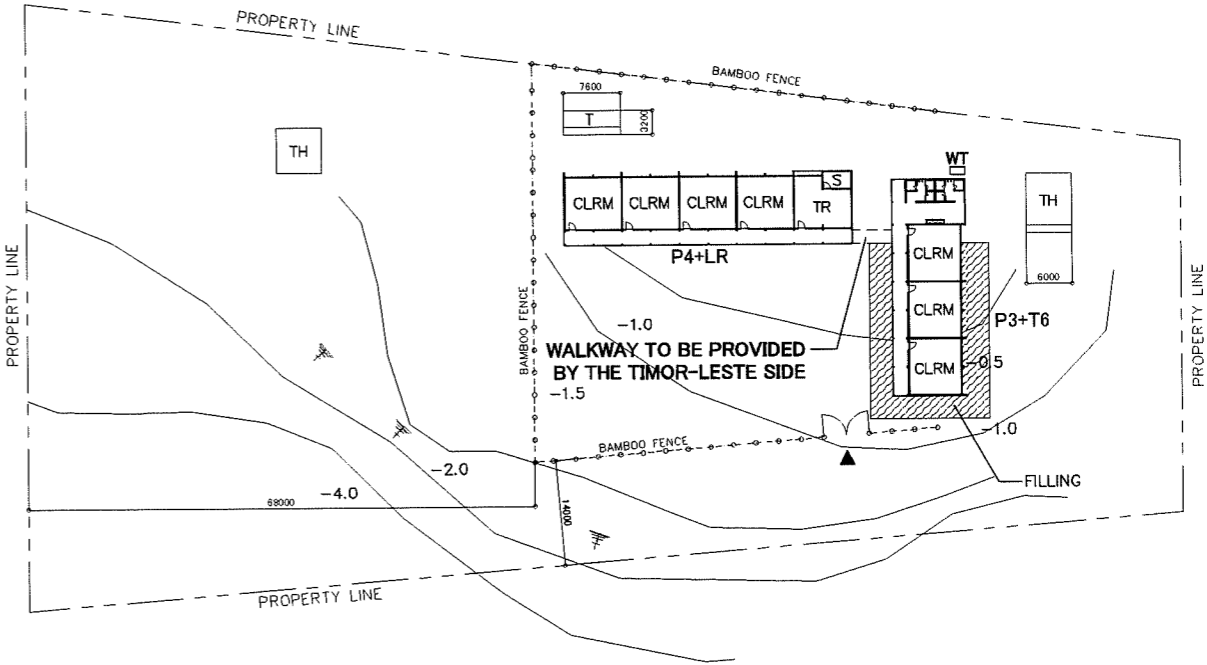 PROPERTY LINE
BAMBOO FENCE
7600
T
3200
TH
WT
S
CLRM
CLRM
CLRM
CLRM
TR
TH
CLRM
P4+LR
6000
PROPERTY LINE
PROPERTY LINE
BAMBOO FENCE
-1.0
CLRM
P3+T6
WALKWAY TO BE PROVIDED
BY THE TIMOR-LESTE SIDE
CLRM
-0.5
-1.5
-1.0
BAMBOO FENCE
-2.0
FILLING
-4.0
68000
14000
PROPERTY LINE